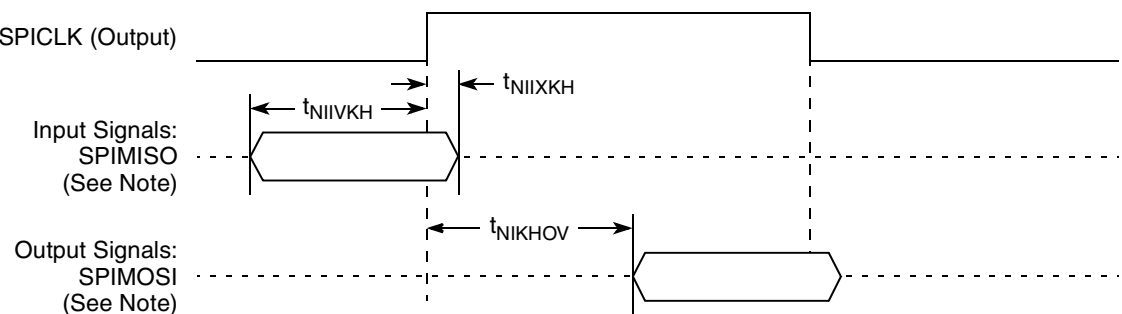 SPICLK (Output)
tNIIXKH
tNIIVKH
Input Signals:
SPIMISO
(See Note)
tNIKHOV
Output Signals:
SPIMOSI
(See Note)